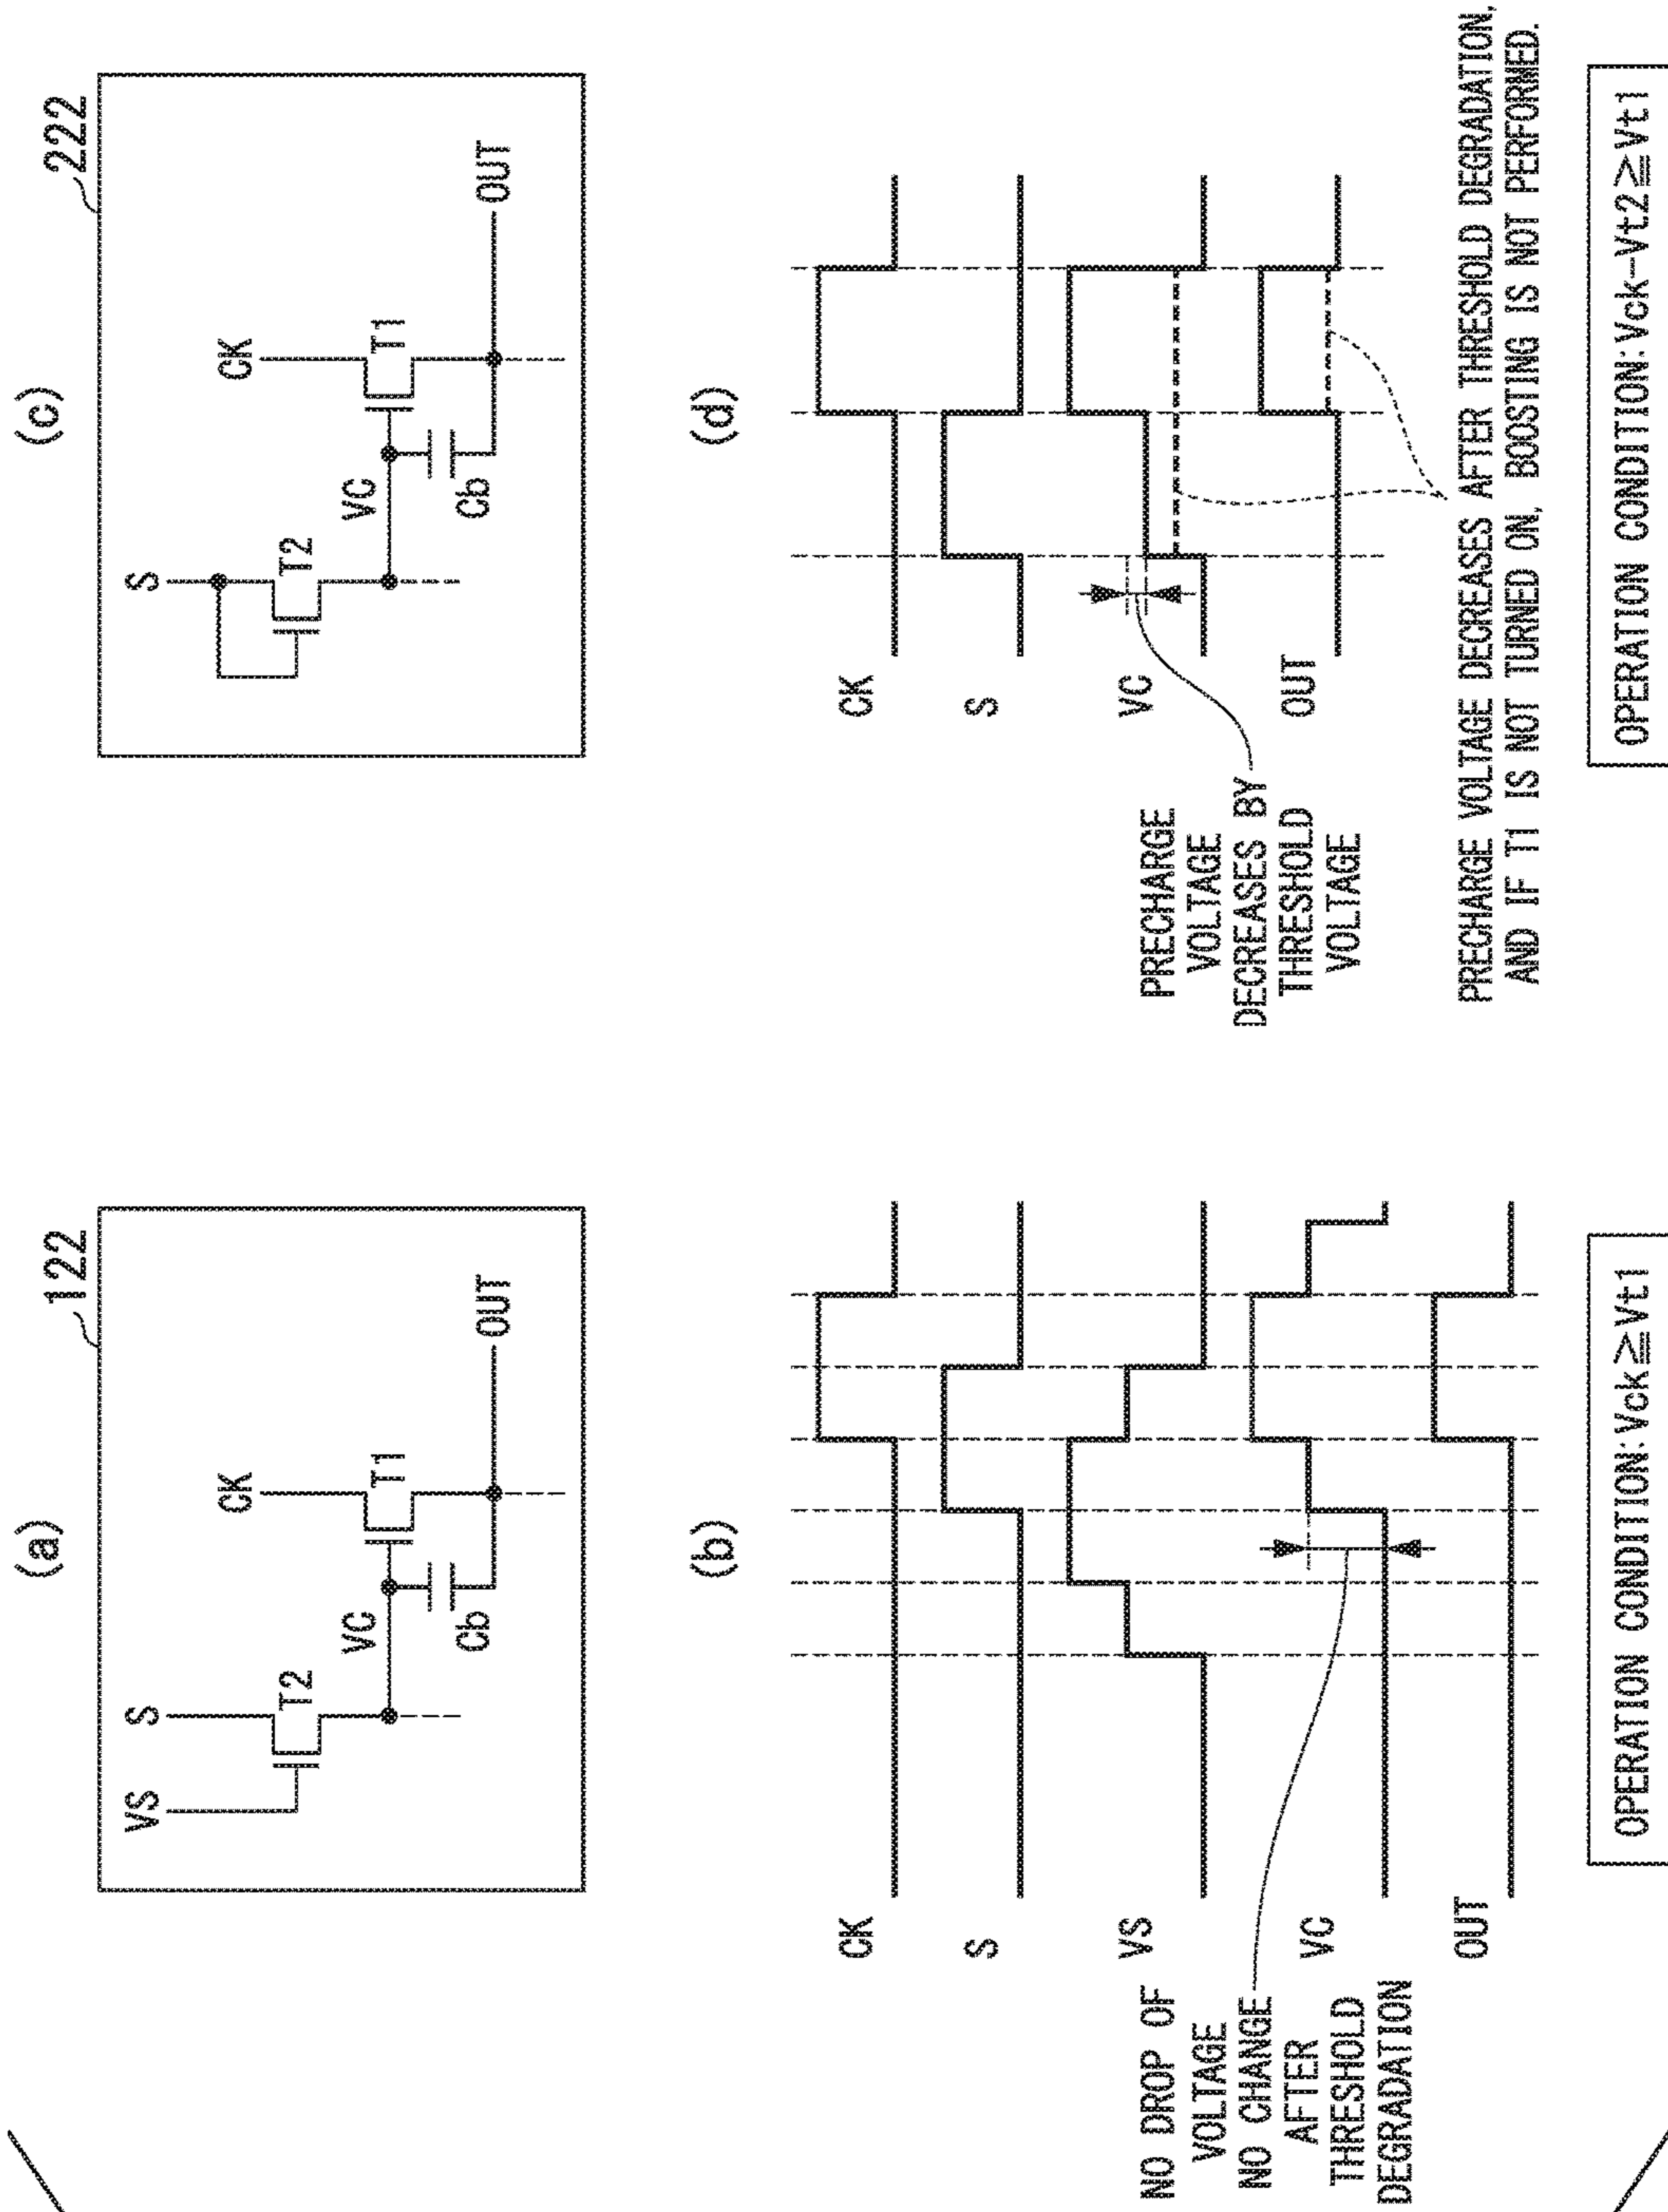 (a)
122
VS
S
T2
VC
Cb
CK
T1
OUT
(b)
CK
S
VS
VC
OUT
NO DROP OF
VOLTAGE
NO CHANGE
AFTER
THRESHOLD
DEGRADATION
OPERATION CONDITION:Vck≧Vt1
(c)
222
S
T2
VC
Cb
CK
T1
OUT
(d)
CK
S
VC
OUT
PRECHARGE
VOLTAGE
DECREASES BY
THRESHOLD
VOLTAGE
PRECHARGE VOLTAGE DECREASES AFTER THRESHOLD DEGRADATION,
AND IF T1 IS NOT TURNED ON, BOOSTING IS NOT PERFORMED.
OPERATION CONDITION:Vck-Vt2≧Vt1